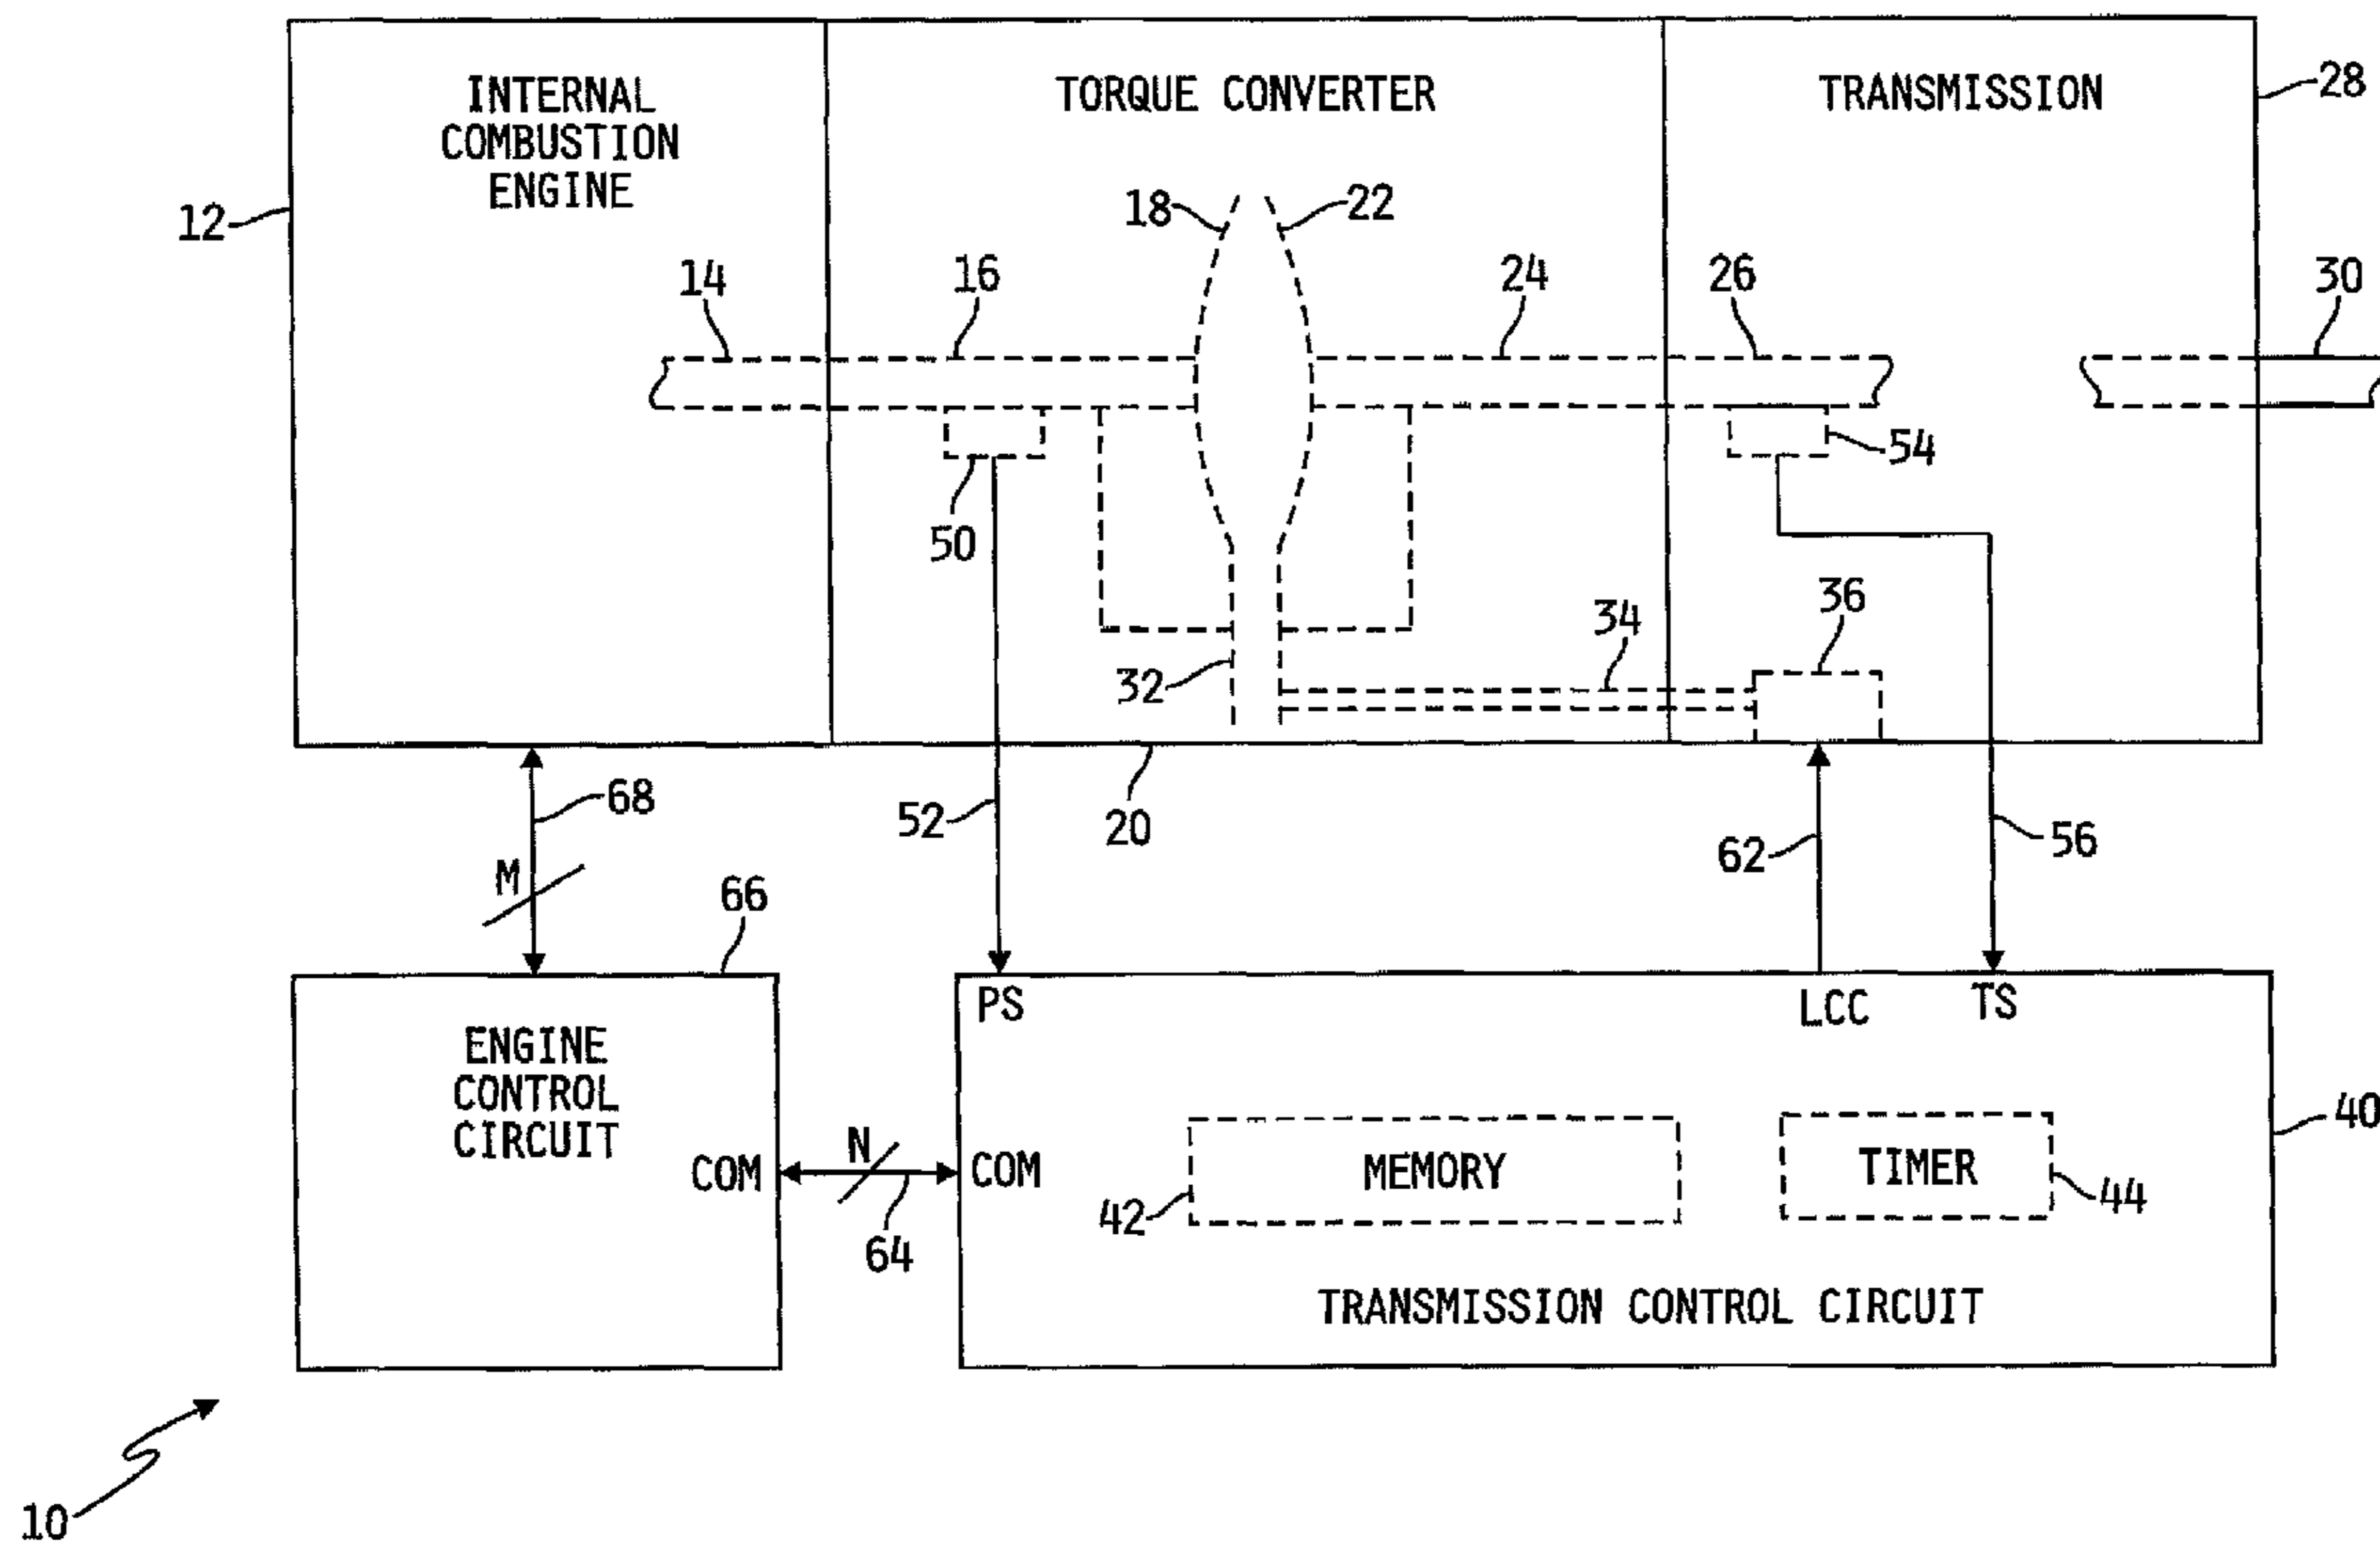 INTERNAL
COMBUSTION
ENGINE
TORQUE CONVERTER
TRANSMISSION
28
12
18
22
14
16
24
26
30
50
54
32
34
36
68
52
20
62
56
M
66
PS
LCC
TS
ENGINE
CONTROL
CIRCUIT
COM
N
COM
64
MEMORY
42
TIMER
44
40
TRANSMISSION CONTROL CIRCUIT
10